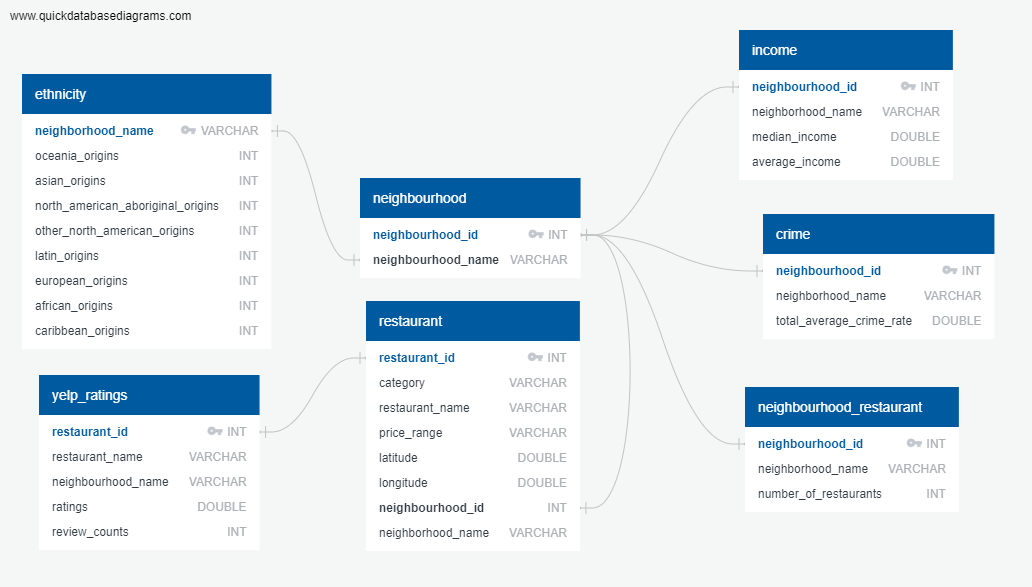 www.quickdatabasediagrams.com
ethnicity
neighborhood_name VARCHAR
oceania_origins INT
asian_origins INT
north_american_aboriginal_origins INT
other_north_american_origins INT
latin_origins INT
european_origins INT
african_origins INT
caribbean_origins INT
yelp_ratings
restaurant_id INT
restaurant_name VARCHAR
neighbourhood_name VARCHAR
ratings DOUBLE
review_counts INT
neighbourhood
neighbourhood_id INT
neighbourhood_name VARCHAR
restaurant
restaurant_id INT
category VARCHAR
restaurant_name VARCHAR
price_range VARCHAR
latitude DOUBLE
longitude DOUBLE
neighbourhood_id INT
neighborhood_name VARCHAR
income
neighbourhood_id INT
neighborhood_name VARCHAR
median_income DOUBLE
average_income DOUBLE
crime
neighbourhood_id INT
neighborhood_name VARCHAR
total_average_crime_rate DOUBLE
neighbourhood_restaurant
neighbourhood_id INT
neighborhood_name VARCHAR
number_of_restaurants INT